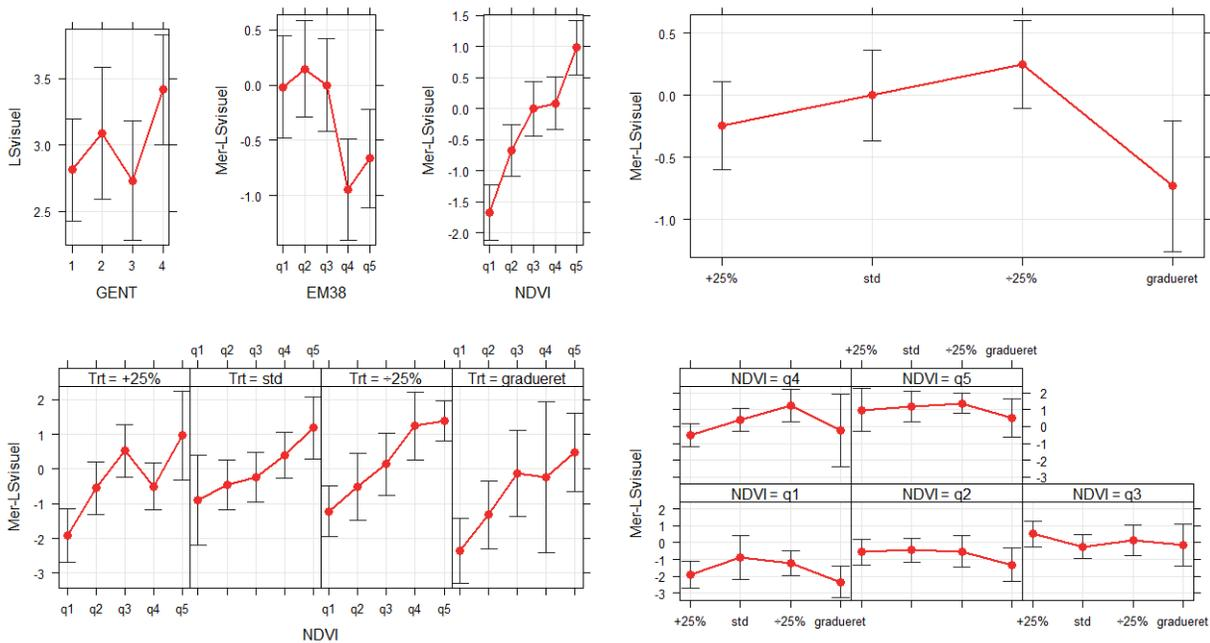 LSvisuel
3.5
3.0
2.5
1 2 3 4
GENT
Mer-LSvisuel
0.5
0.0
-0.5
-1.0
q1 q2 q3 q4 q5
EM38
Mer-LSvisuel
1.5
1.0
0.5
0.0
-0.5
-1.0
-1.5
-2.0
q1 q2 q3 q4 q5
NDVI
Mer-LSvisuel
0.5
0.0
-0.5
-1.0
+25% std ÷25% gradueret
q1 q2 q3 q4 q5 q1 q2 q3 q4 q5
Trt = +25% Trt = std Trt = ÷25% Trt = gradueret
Mer-LSvisuel
2
1
0
-1
-2
-3
q1 q2 q3 q4 q5 q1 q2 q3 q4 q5
NDVI
+25% std ÷25% gradueret
NDVI = q4 NDVI = q5
2
1
0
-1
-2
-3
Mer-LSvisuel
NDVI = q1 NDVI = q2 NDVI = q3
2
1
0
-1
-2
-3
+25% std ÷25% gradueret +25% std ÷25% gradueret